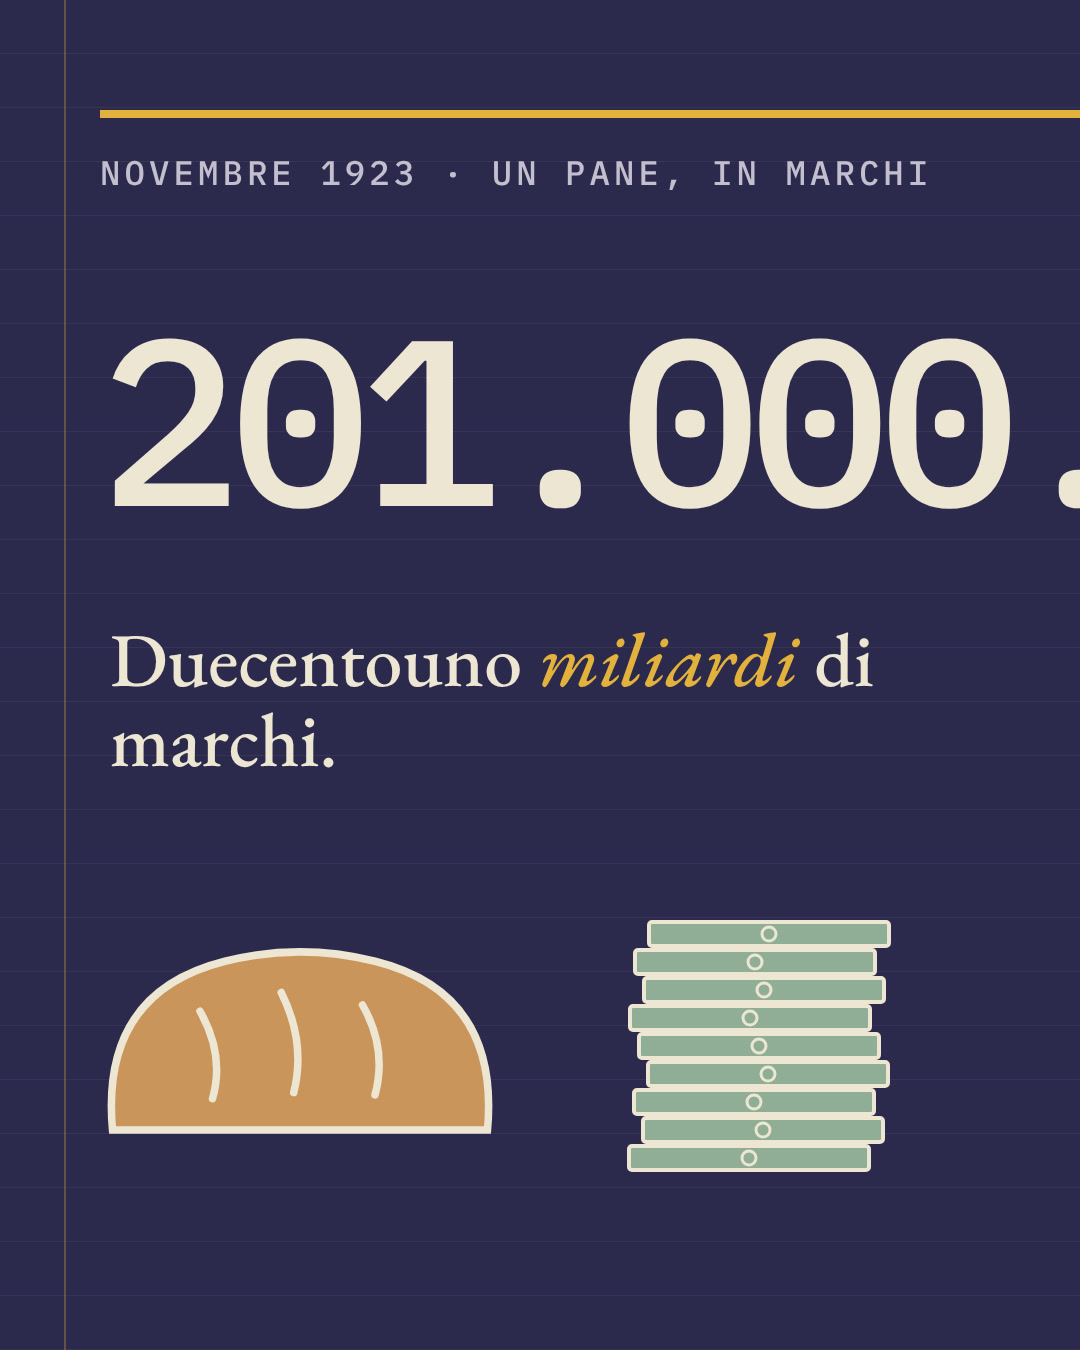 NOVEMBRE 1923 · UN PANE, IN MARCHI
201.000.
Duecentouno miliardi di
marchi.